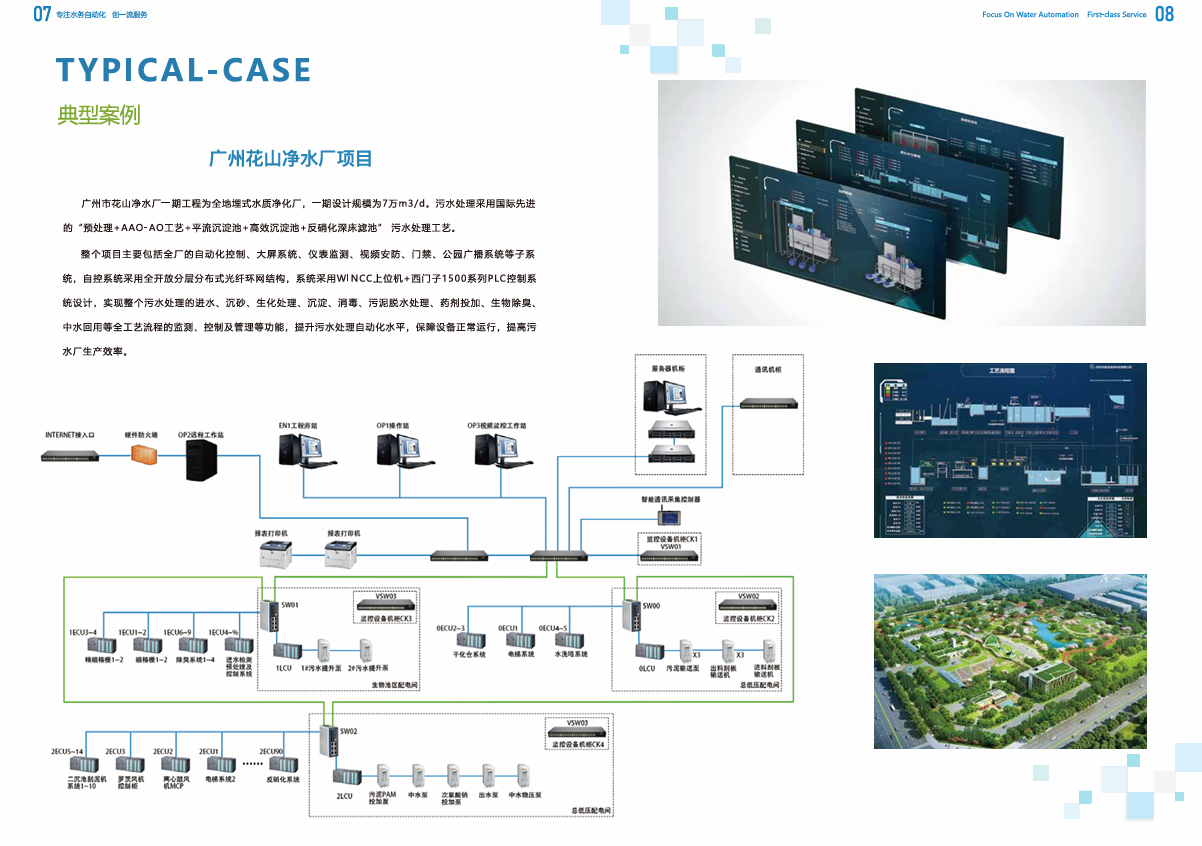 07 专注水务自动化 创一流服务
Focus On Water Automation First-class Service 08
TYPICAL-CASE
典型案例
广州花山净水厂项目
广州市花山净水厂一期工程为全地埋式水质净化厂，一期设计规模为7万m3/d。污水处理采用国际先进
的“预处理+AAO-AO工艺+平流沉淀池+高效沉淀池+反硝化深床滤池” 污水处理工艺。
整个项目主要包括全厂的自动化控制、大屏系统、仪表监测、视频安防、门禁、公园广播系统等子系
统，自控系统采用全开放分层分布式光纤环网结构，系统采用WINCC上位机+西门子1500系列PLC控制系
统设计，实现整个污水处理的进水、沉砂、生化处理、沉淀、消毒、污泥脱水处理、药剂投加、生物除臭、
中水回用等全工艺流程的监测、控制及管理等功能，提升污水处理自动化水平，保障设备正常运行，提高污
水厂生产效率。
服务器机柜
通讯机柜
INTERNET接入口
硬件防火墙
OP2远程工作站
EN1工程师站
OP1操作站
OP3视频监控工作站
智能通讯采集控制器
报表打印机
报表打印机
监控设备机柜CK1
VSW01
SW01
VSW03
监控设备机柜CK3
1ECU3~4
1ECU1~2
1ECU6~9
1ECU4~%
精细格栅1~2
细格栅1~2
除臭系统1~4
进水检测
预处理及
控制系统
1LCU
1#污水提升泵
2#污水提升泵
生物池区配电间
SW00
VSW02
监控设备机柜CK2
0ECU2~3
0ECU1
0ECU4~5
干化仓系统
电梯系统
水洗塔系统
0LCU
污泥输送泵
X3
出料刮板
输送机
X3
进料刮板
输送机
总低压配电间
SW02
VSW03
监控设备机柜CK4
2ECU5~14
2ECU3
2ECU2
2ECU1
2ECU90
二沉池刮泥机
系统1~10
罗茨风机
控制柜
离心鼓风
机MCP
电梯系统2
反硝化系统
2LCU
污泥PAM
投加泵
中水泵
次氯酸钠
投加泵
出水泵
中水稳压泵
总低压配电间
工艺流程图